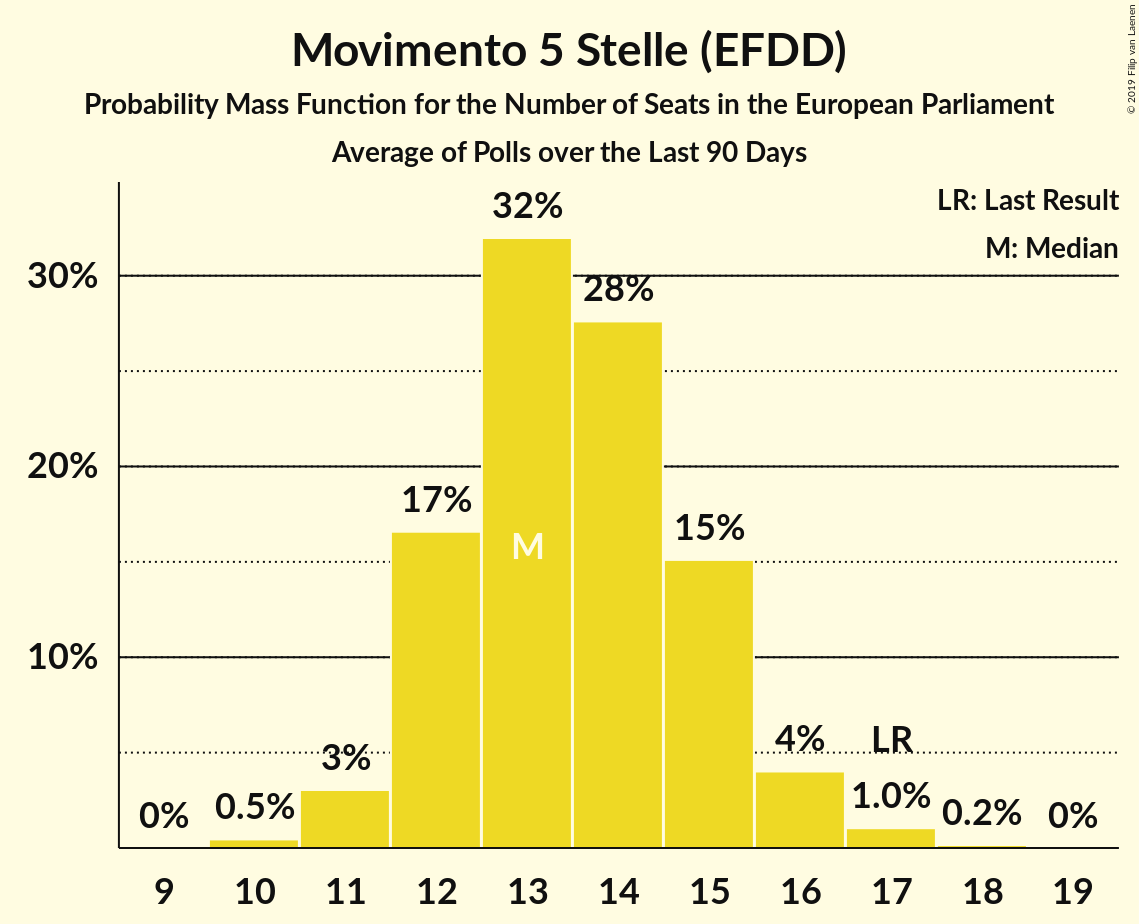 Movimento 5 Stelle (EFDD)
Probability Mass Function for the Number of Seats in the European Parliament
Average of Polls over the Last 90 Days
© 2019 Filip van Laenen
LR: Last Result
M: Median
32%
30%
28%
20%
17%
15%
M
10%
4%
LR
3%
1.0%
0.5%
0.2%
0%
0%
9 10 11 12 13 14 15 16 17 18 19